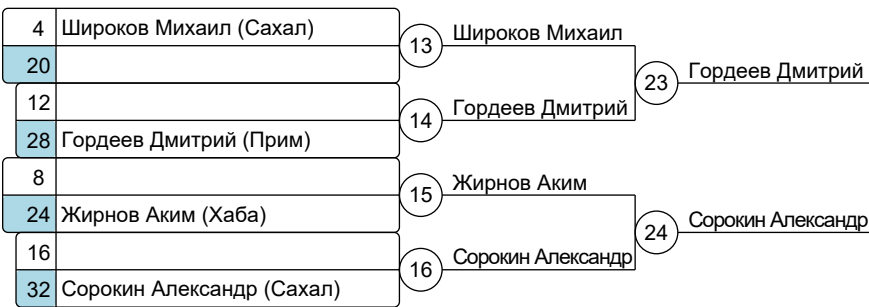 4 Широков Михаил (Сахал)
13 Широков Михаил
20
23 Гордеев Дмитрий
12
14 Гордеев Дмитрий
28 Гордеев Дмитрий (Прим)
8
15 Жирнов Аким
24 Жирнов Аким (Хаба)
24 Сорокин Александр
16
16 Сорокин Александр
32 Сорокин Александр (Сахал)